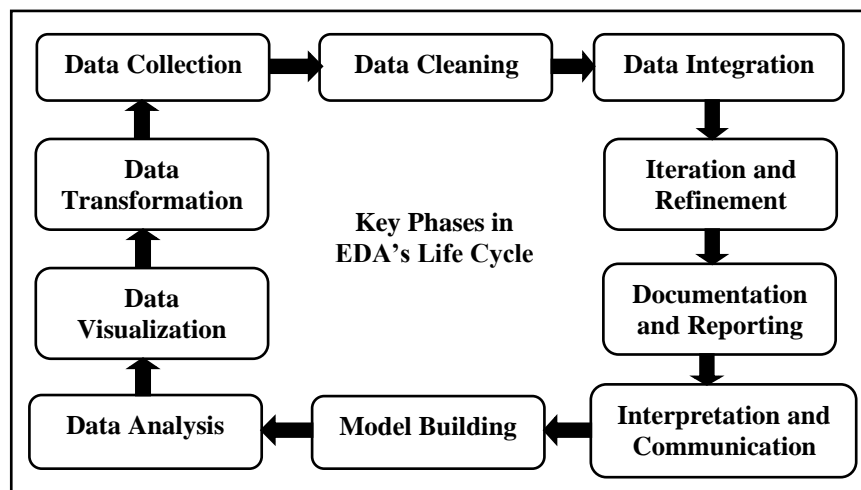 Data Collection
Data Cleaning
Data Integration
Data
Transformation
Iteration and
Refinement
Key Phases in
EDA’s Life Cycle
Data
Visualization
Documentation
and Reporting
Data Analysis
Model Building
Interpretation and
Communication